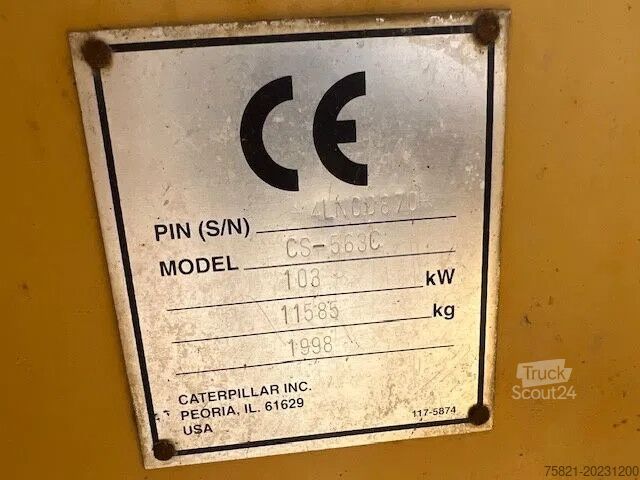 CE
PIN (S/N) 4LN00870
MODEL CS-563C
103 kW
11585 kg
1998
CATERPILLAR INC.
PEORIA, IL. 61629
USA
117-5874
Truck
Scout24
75821-20231200